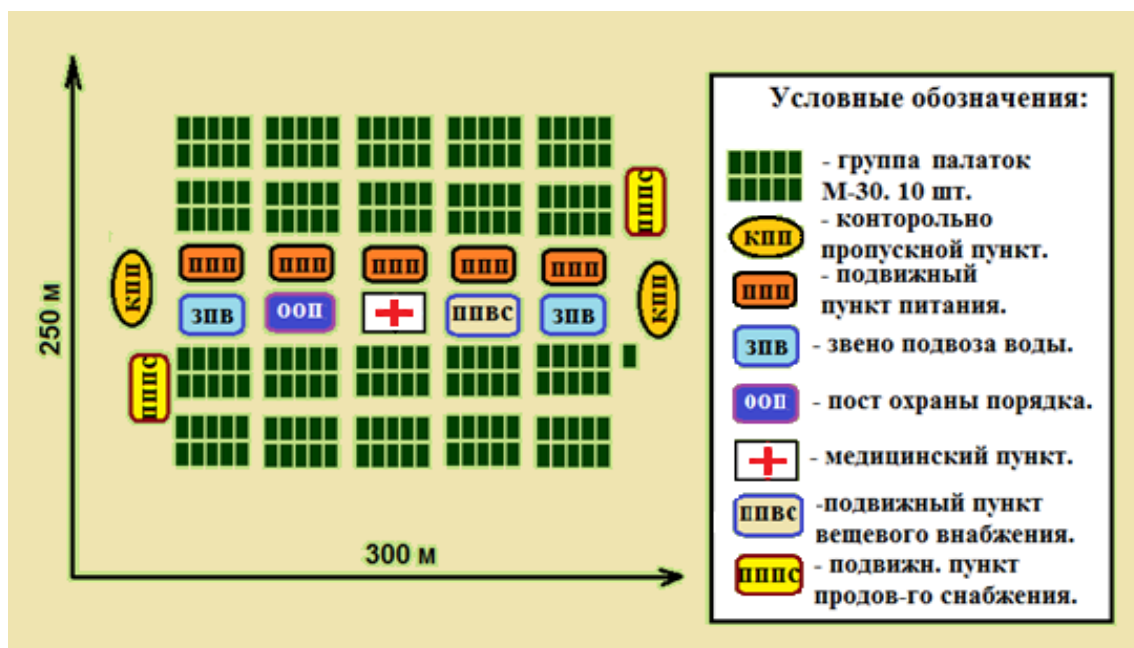 Условные обозначения:
- группа палаток
М-30. 10 шт.
КПП
- конторольно
пропускной пункт.
ППП
- подвижный
пункт питания.
ЗПВ
- звено подвоза воды.
ООП
- пост охраны порядка.
- медицинский пункт.
ППВС
-подвижный пункт
вещевого внабжения.
ПППС
- подвижн. пункт
продов-го снабжения.
250 м
300 м
ПППС
КПП
ППП
ППП
ППП
ППП
ППП
КПП
ЗПВ
ООП
ППВС
ЗПВ
ПППС